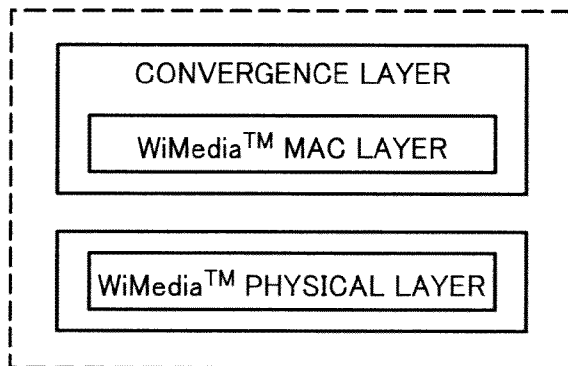 CONVERGENCE LAYER
WiMedia™ MAC LAYER
WiMedia™ PHYSICAL LAYER